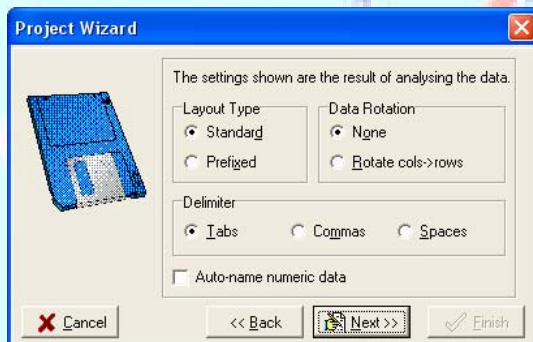 Project Wizard
The settings shown are the result of analysing the data.
Layout Type
Standard
Prefixed
Data Rotation
None
Rotate cols->rows
Delimiter
Tabs Commas Spaces
Auto-name numeric data
Cancel << Back Next >> Finish